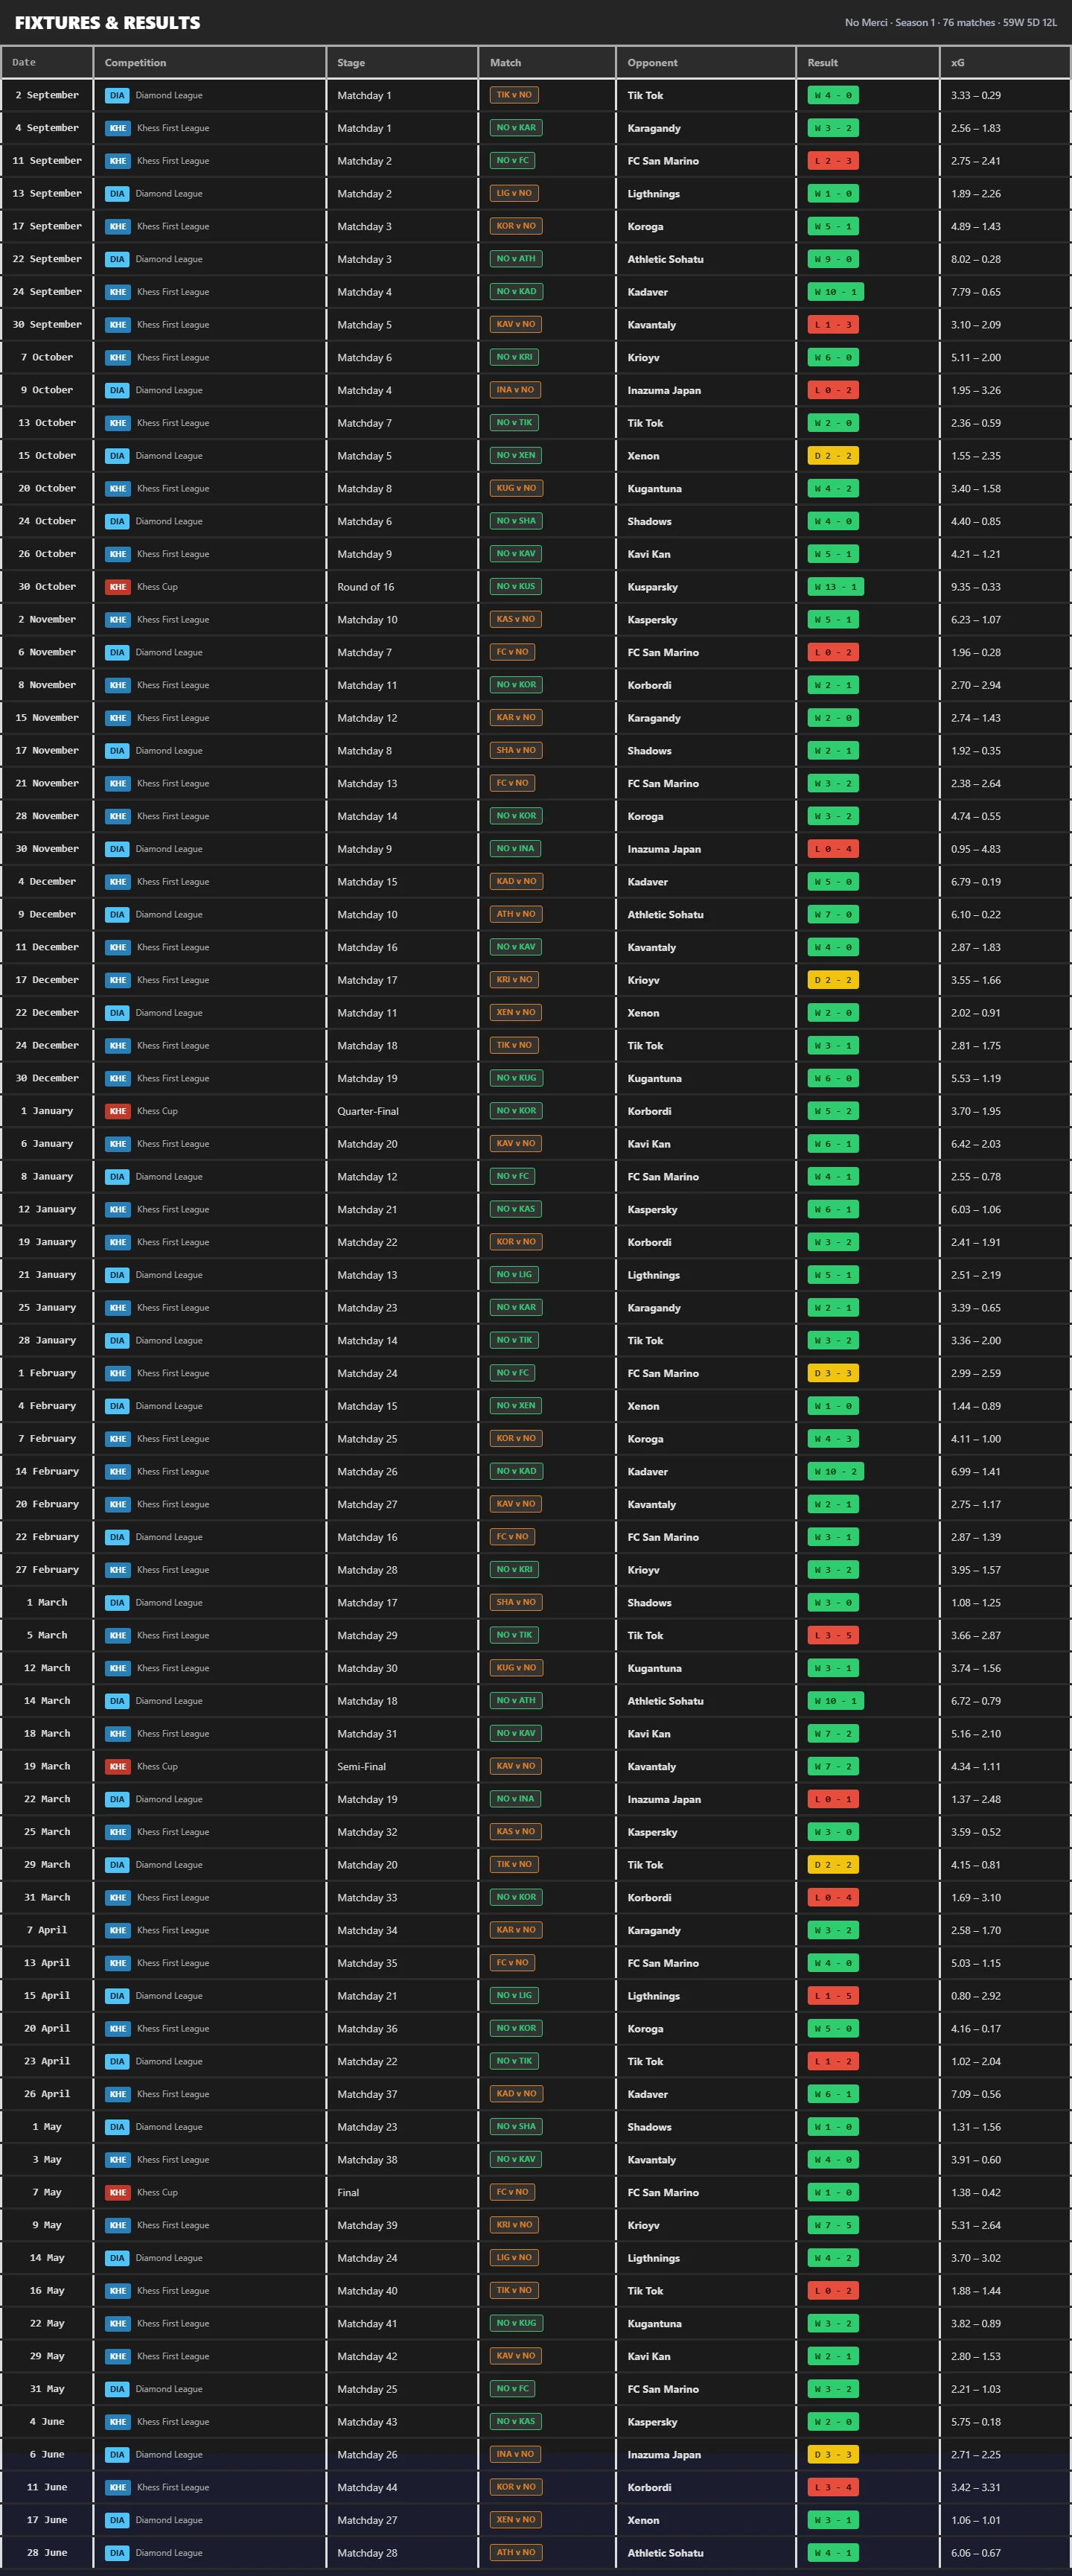 FIXTURES & RESULTS
No Merci · Season 1 · 76 matches · 59W 5D 12L
Date Competition Stage Match Opponent Result xG
2 September DIA Diamond League Matchday 1 TIK v NO Tik Tok W 4 - 0 3.33 – 0.29
4 September KHE Khess First League Matchday 1 NO v KAR Karagandy W 3 - 2 2.56 – 1.83
11 September KHE Khess First League Matchday 2 NO v FC FC San Marino L 2 - 3 2.75 – 2.41
13 September DIA Diamond League Matchday 2 LIG v NO Ligthnings W 1 - 0 1.89 – 2.26
17 September KHE Khess First League Matchday 3 KOR v NO Koroga W 5 - 1 4.89 – 1.43
22 September DIA Diamond League Matchday 3 NO v ATH Athletic Sohatu W 9 - 0 8.02 – 0.28
24 September KHE Khess First League Matchday 4 NO v KAD Kadaver W 10 - 1 7.79 – 0.65
30 September KHE Khess First League Matchday 5 KAV v NO Kavantaly L 1 - 3 3.10 – 2.09
7 October KHE Khess First League Matchday 6 NO v KRI Krioyv W 6 - 0 5.11 – 2.00
9 October DIA Diamond League Matchday 4 INA v NO Inazuma Japan L 0 - 2 1.95 – 3.26
13 October KHE Khess First League Matchday 7 NO v TIK Tik Tok W 2 - 0 2.36 – 0.59
15 October DIA Diamond League Matchday 5 NO v XEN Xenon D 2 - 2 1.55 – 2.35
20 October KHE Khess First League Matchday 8 KUG v NO Kugantuna W 4 - 2 3.40 – 1.58
24 October DIA Diamond League Matchday 6 NO v SHA Shadows W 4 - 0 4.40 – 0.85
26 October KHE Khess First League Matchday 9 NO v KAV Kavi Kan W 5 - 1 4.21 – 1.21
30 October KHE Khess Cup Round of 16 NO v KUS Kusparsky W 13 - 1 9.35 – 0.33
2 November KHE Khess First League Matchday 10 KAS v NO Kaspersky W 5 - 1 6.23 – 1.07
6 November DIA Diamond League Matchday 7 FC v NO FC San Marino L 0 - 2 1.96 – 0.28
8 November KHE Khess First League Matchday 11 NO v KOR Korbordi W 2 - 1 2.70 – 2.94
15 November KHE Khess First League Matchday 12 KAR v NO Karagandy W 2 - 0 2.74 – 1.43
17 November DIA Diamond League Matchday 8 SHA v NO Shadows W 2 - 1 1.92 – 0.35
21 November KHE Khess First League Matchday 13 FC v NO FC San Marino W 3 - 2 2.38 – 2.64
28 November KHE Khess First League Matchday 14 NO v KOR Koroga W 3 - 2 4.74 – 0.55
30 November DIA Diamond League Matchday 9 NO v INA Inazuma Japan L 0 - 4 0.95 – 4.83
4 December KHE Khess First League Matchday 15 KAD v NO Kadaver W 5 - 0 6.79 – 0.19
9 December DIA Diamond League Matchday 10 ATH v NO Athletic Sohatu W 7 - 0 6.10 – 0.22
11 December KHE Khess First League Matchday 16 NO v KAV Kavantaly W 4 - 0 2.87 – 1.83
17 December KHE Khess First League Matchday 17 KRI v NO Krioyv D 2 - 2 3.55 – 1.66
22 December DIA Diamond League Matchday 11 XEN v NO Xenon W 2 - 0 2.02 – 0.91
24 December KHE Khess First League Matchday 18 TIK v NO Tik Tok W 3 - 1 2.81 – 1.75
30 December KHE Khess First League Matchday 19 NO v KUG Kugantuna W 6 - 0 5.53 – 1.19
1 January KHE Khess Cup Quarter-Final NO v KOR Korbordi W 5 - 2 3.70 – 1.95
6 January KHE Khess First League Matchday 20 KAV v NO Kavi Kan W 6 - 1 6.42 – 2.03
8 January DIA Diamond League Matchday 12 NO v FC FC San Marino W 4 - 1 2.55 – 0.78
12 January KHE Khess First League Matchday 21 NO v KAS Kaspersky W 6 - 1 6.03 – 1.06
19 January KHE Khess First League Matchday 22 KOR v NO Korbordi W 3 - 2 2.41 – 1.91
21 January DIA Diamond League Matchday 13 NO v LIG Ligthnings W 5 - 1 2.51 – 2.19
25 January KHE Khess First League Matchday 23 NO v KAR Karagandy W 2 - 1 3.39 – 0.65
28 January DIA Diamond League Matchday 14 NO v TIK Tik Tok W 3 - 2 3.36 – 2.00
1 February KHE Khess First League Matchday 24 NO v FC FC San Marino D 3 - 3 2.99 – 2.59
4 February DIA Diamond League Matchday 15 NO v XEN Xenon W 1 - 0 1.44 – 0.89
7 February KHE Khess First League Matchday 25 KOR v NO Koroga W 4 - 3 4.11 – 1.00
14 February KHE Khess First League Matchday 26 NO v KAD Kadaver W 10 - 2 6.99 – 1.41
20 February KHE Khess First League Matchday 27 KAV v NO Kavantaly W 2 - 1 2.75 – 1.17
22 February DIA Diamond League Matchday 16 FC v NO FC San Marino W 3 - 1 2.87 – 1.39
27 February KHE Khess First League Matchday 28 NO v KRI Krioyv W 3 - 2 3.95 – 1.57
1 March DIA Diamond League Matchday 17 SHA v NO Shadows W 3 - 0 1.08 – 1.25
5 March KHE Khess First League Matchday 29 NO v TIK Tik Tok L 3 - 5 3.66 – 2.87
12 March KHE Khess First League Matchday 30 KUG v NO Kugantuna W 3 - 1 3.74 – 1.56
14 March DIA Diamond League Matchday 18 NO v ATH Athletic Sohatu W 10 - 1 6.72 – 0.79
18 March KHE Khess First League Matchday 31 NO v KAV Kavi Kan W 7 - 2 5.16 – 2.10
19 March KHE Khess Cup Semi-Final KAV v NO Kavantaly W 7 - 2 4.34 – 1.11
22 March DIA Diamond League Matchday 19 NO v INA Inazuma Japan L 0 - 1 1.37 – 2.48
25 March KHE Khess First League Matchday 32 KAS v NO Kaspersky W 3 - 0 3.59 – 0.52
29 March DIA Diamond League Matchday 20 TIK v NO Tik Tok D 2 - 2 4.15 – 0.81
31 March KHE Khess First League Matchday 33 NO v KOR Korbordi L 0 - 4 1.69 – 3.10
7 April KHE Khess First League Matchday 34 KAR v NO Karagandy W 3 - 2 2.58 – 1.70
13 April KHE Khess First League Matchday 35 FC v NO FC San Marino W 4 - 0 5.03 – 1.15
15 April DIA Diamond League Matchday 21 NO v LIG Ligthnings L 1 - 5 0.80 – 2.92
20 April KHE Khess First League Matchday 36 NO v KOR Koroga W 5 - 0 4.16 – 0.17
23 April DIA Diamond League Matchday 22 NO v TIK Tik Tok L 1 - 2 1.02 – 2.04
26 April KHE Khess First League Matchday 37 KAD v NO Kadaver W 6 - 1 7.09 – 0.56
1 May DIA Diamond League Matchday 23 NO v SHA Shadows W 1 - 0 1.31 – 1.56
3 May KHE Khess First League Matchday 38 NO v KAV Kavantaly W 4 - 0 3.91 – 0.60
7 May KHE Khess Cup Final FC v NO FC San Marino W 1 - 0 1.38 – 0.42
9 May KHE Khess First League Matchday 39 KRI v NO Krioyv W 7 - 5 5.31 – 2.64
14 May DIA Diamond League Matchday 24 LIG v NO Ligthnings W 4 - 2 3.70 – 3.02
16 May KHE Khess First League Matchday 40 TIK v NO Tik Tok L 0 - 2 1.88 – 1.44
22 May KHE Khess First League Matchday 41 NO v KUG Kugantuna W 3 - 2 3.82 – 0.89
29 May KHE Khess First League Matchday 42 KAV v NO Kavi Kan W 2 - 1 2.80 – 1.53
31 May DIA Diamond League Matchday 25 NO v FC FC San Marino W 3 - 2 2.21 – 1.03
4 June KHE Khess First League Matchday 43 NO v KAS Kaspersky W 2 - 0 5.75 – 0.18
6 June DIA Diamond League Matchday 26 INA v NO Inazuma Japan D 3 - 3 2.71 – 2.25
11 June KHE Khess First League Matchday 44 KOR v NO Korbordi L 3 - 4 3.42 – 3.31
17 June DIA Diamond League Matchday 27 XEN v NO Xenon W 3 - 1 1.06 – 1.01
28 June DIA Diamond League Matchday 28 ATH v NO Athletic Sohatu W 4 - 1 6.06 – 0.67